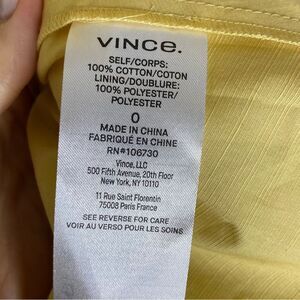 VINCE.
SELF/CORPS:
100% COTTON/COTON
LINING/DOUBLURE:
100% POLYESTER/
POLYESTER
0
MADE IN CHINA
FABRIQUÉ EN CHINE
RN#106730
Vince, LLC
500 Fifth Avenue, 20th Floor
New York, NY 10110
11 Rue Saint Florentin
75008 Paris France
SEE REVERSE FOR CARE
VOIR AU VERSO POUR LES SOINS